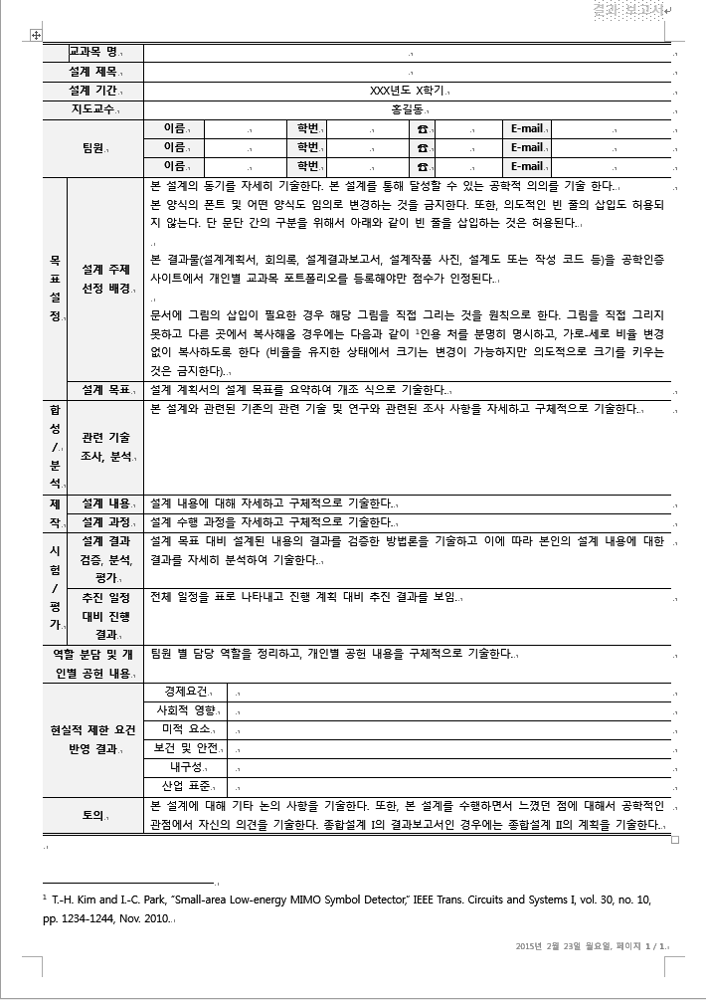 결과 보고서
교과목 명
설계 제목
설계 기간 XXX년도 X학기
지도교수 홍길동
팀원
이름 학번 ☎ E-mail
이름 학번 ☎ E-mail
이름 학번 ☎ E-mail
목
표
설
정
설계 주제
선정 배경
본 설계의 동기를 자세히 기술한다. 본 설계를 통해 달성할 수 있는 공학적 의의를 기술 한다.
본 양식의 폰트 및 어떤 양식도 임의로 변경하는 것을 금지한다. 또한, 의도적인 빈 줄의 삽입도 허용되
지 않는다. 단 문단 간의 구분을 위해서 아래와 같이 빈 줄을 삽입하는 것은 허용된다.
본 결과물(설계계획서, 회의록, 설계결과보고서, 설계작품 사진, 설계도 또는 작성 코드 등)을 공학인증
사이트에서 개인별 교과목 포트폴리오를 등록해야만 점수가 인정된다.
문서에 그림의 삽입이 필요한 경우 해당 그림을 직접 그리는 것을 원칙으로 한다. 그림을 직접 그리지
못하고 다른 곳에서 복사해올 경우에는 다음과 같이 ¹인용 처를 분명히 명시하고, 가로-세로 비율 변경
없이 복사하도록 한다 (비율을 유지한 상태에서 크기는 변경이 가능하지만 의도적으로 크기를 키우는
것은 금지한다).
설계 목표 설계 계획서의 설계 목표를 요약하여 개조 식으로 기술한다.
합
성
/
분
석
관련 기술
조사, 분석
본 설계와 관련된 기존의 관련 기술 및 연구와 관련된 조사 사항을 자세하고 구체적으로 기술한다.
제
작
설계 내용 설계 내용에 대해 자세하고 구체적으로 기술한다.
설계 과정 설계 수행 과정을 자세하고 구체적으로 기술한다.
시
험
/
평
가
설계 결과
검증, 분석,
평가
설계 목표 대비 설계된 내용의 결과를 검증한 방법론을 기술하고 이에 따라 본인의 설계 내용에 대한
결과를 자세히 분석하여 기술한다.
추진 일정
대비 진행
결과
전체 일정을 표로 나타내고 진행 계획 대비 추진 결과를 보임.
역할 분담 및 개
인별 공헌 내용
팀원 별 담당 역할을 정리하고, 개인별 공헌 내용을 구체적으로 기술한다.
현실적 제한 요건
반영 결과
경제요건
사회적 영향
미적 요소
보건 및 안전
내구성
산업 표준
토의
본 설계에 대해 기타 논의 사항을 기술한다. 또한, 본 설계를 수행하면서 느꼈던 점에 대해서 공학적인
관점에서 자신의 의견을 기술한다. 종합설계 I의 결과보고서인 경우에는 종합설계 II의 계획을 기술한다.
¹ T.-H. Kim and I.-C. Park, “Small-area Low-energy MIMO Symbol Detector,” IEEE Trans. Circuits and Systems I, vol. 30, no. 10,
pp. 1234-1244, Nov. 2010.
2015년 2월 23일 월요일, 페이지 1 / 1